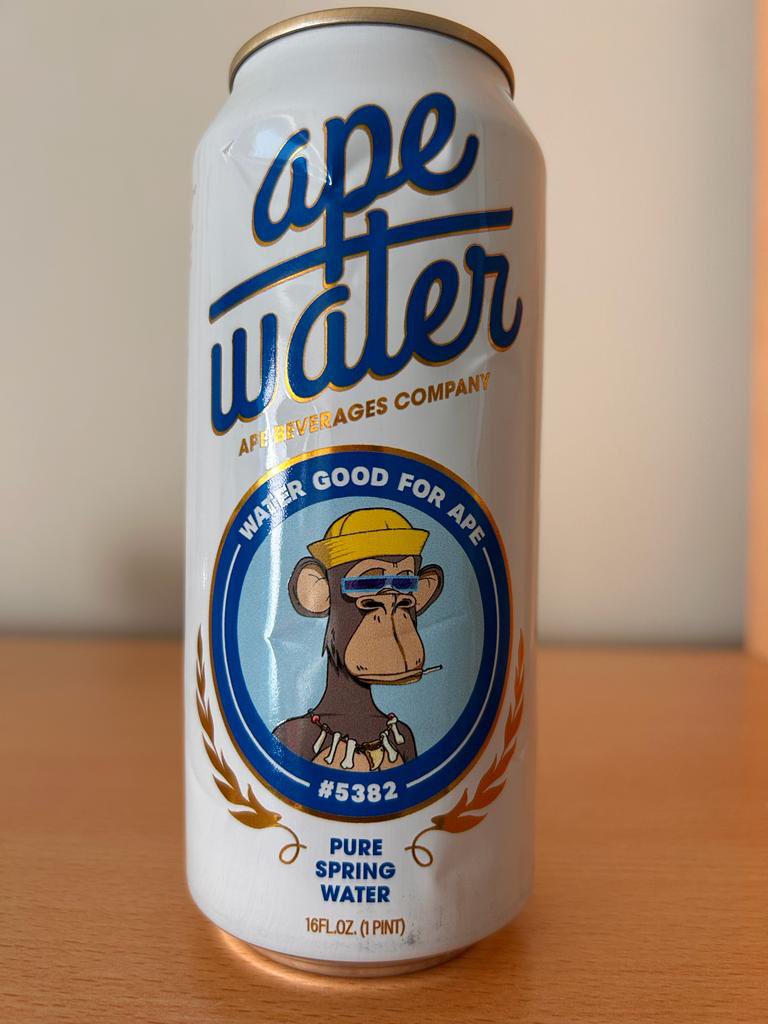 ape
water
APE BEVERAGES COMPANY
WATER GOOD FOR APE
#5382
PURE
SPRING
WATER
16FL.OZ. (1 PINT)